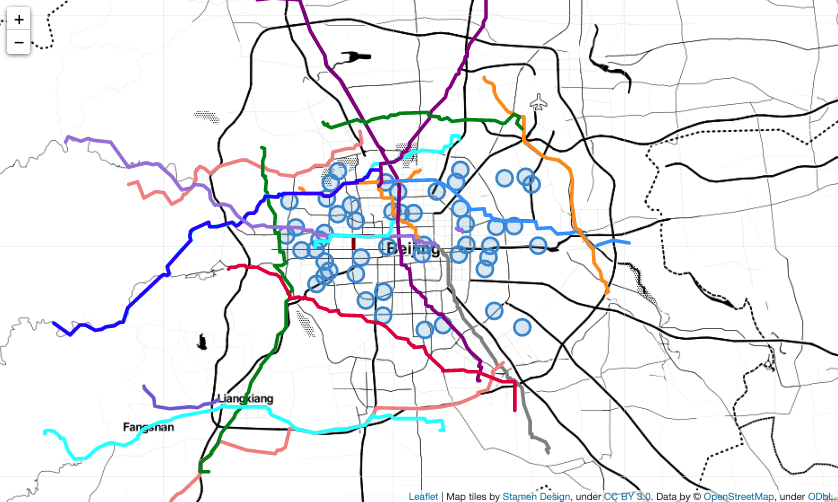 +
−
Beijing
Liangxiang
Fangshan
Leaflet | Map tiles by Stamen Design, under CC BY 3.0. Data by © OpenStreetMap, under ODbL.